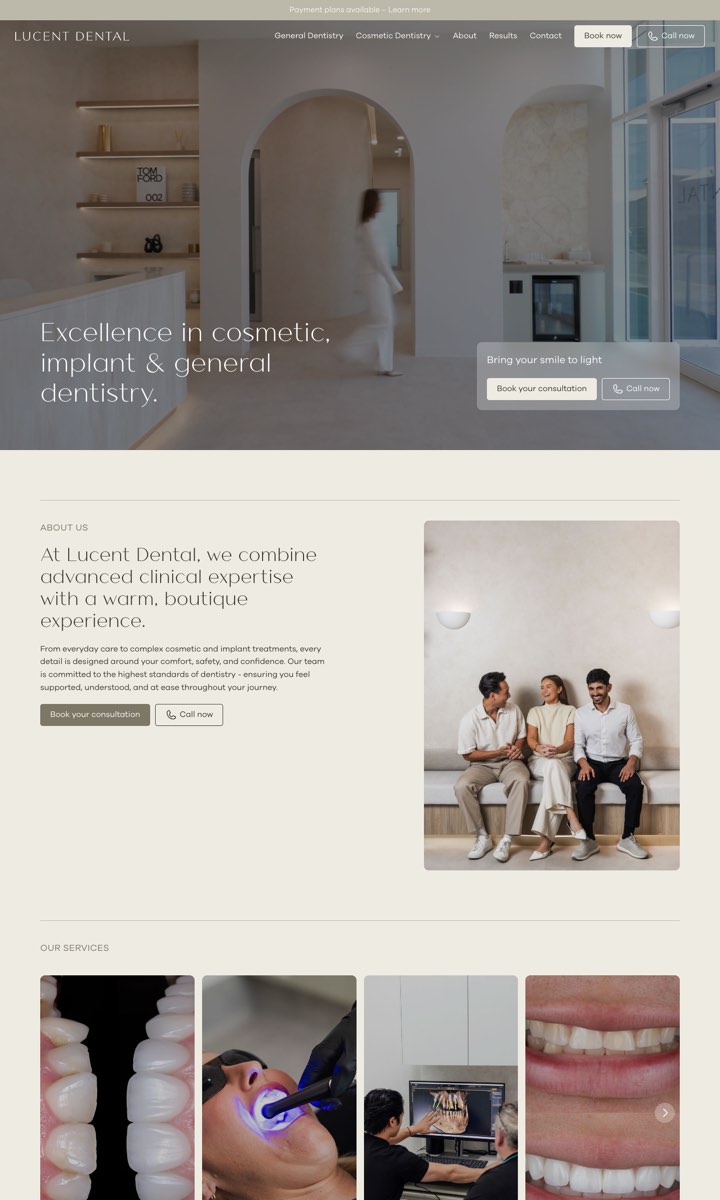 Payment plans available – Learn more
LUCENT DENTAL
General Dentistry
Cosmetic Dentistry
About
Results
Contact
Book now
Call now
TOM
FORD
002
Excellence in cosmetic,
implant & general
dentistry.
Bring your smile to light
Book your consultation
Call now
ABOUT US
At Lucent Dental, we combine
advanced clinical expertise
with a warm, boutique
experience.
From everyday care to complex cosmetic and implant treatments, every
detail is designed around your comfort, safety, and confidence. Our team
is committed to the highest standards of dentistry - ensuring you feel
supported, understood, and at ease throughout your journey.
Book your consultation
Call now
OUR SERVICES